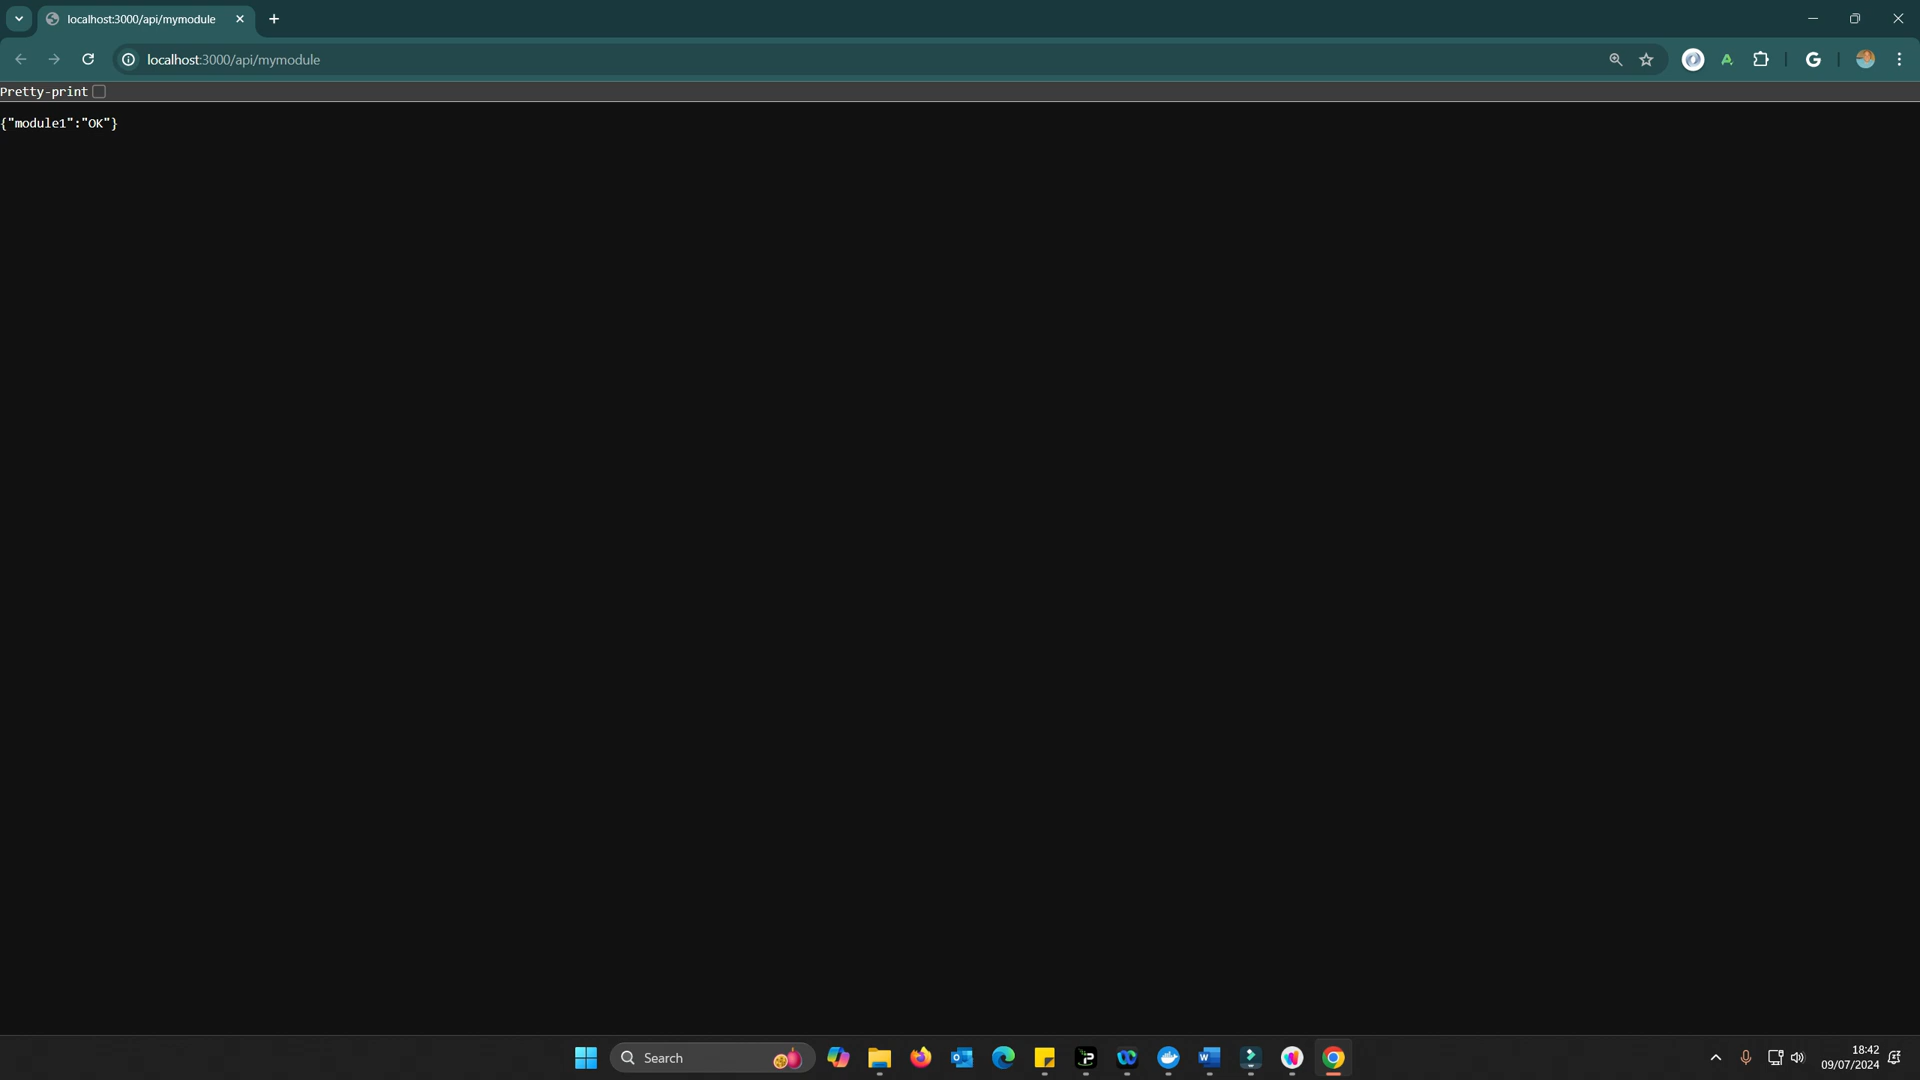 localhost:3000/api/mymodule
localhost:3000/api/mymodule
Pretty-print
{"module1":"OK"}
Search
18:42
09/07/2024